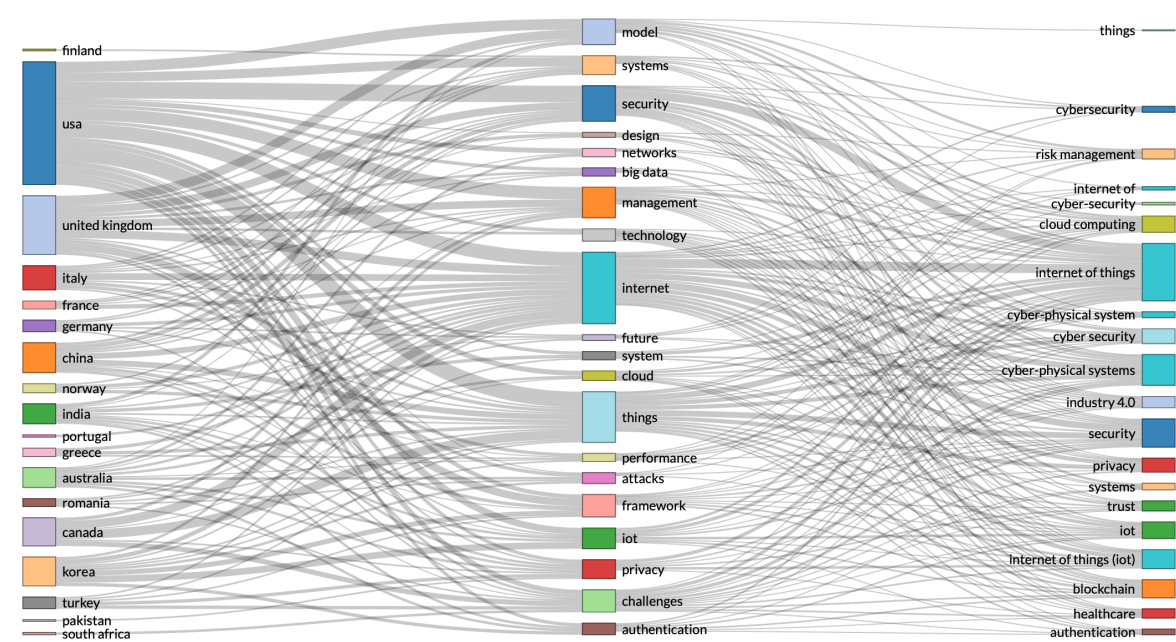 finland
usa
united kingdom
italy
france
germany
china
norway
india
portugal
greece
australia
romania
canada
korea
turkey
pakistan
south africa
model
systems
security
design
networks
big data
management
technology
internet
future
system
cloud
things
performance
attacks
framework
iot
privacy
challenges
authentication
things
cybersecurity
risk management
internet of
cyber-security
cloud computing
internet of things
cyber-physical system
cyber security
cyber-physical systems
industry 4.0
security
privacy
systems
trust
iot
internet of things (iot)
blockchain
healthcare
authentication